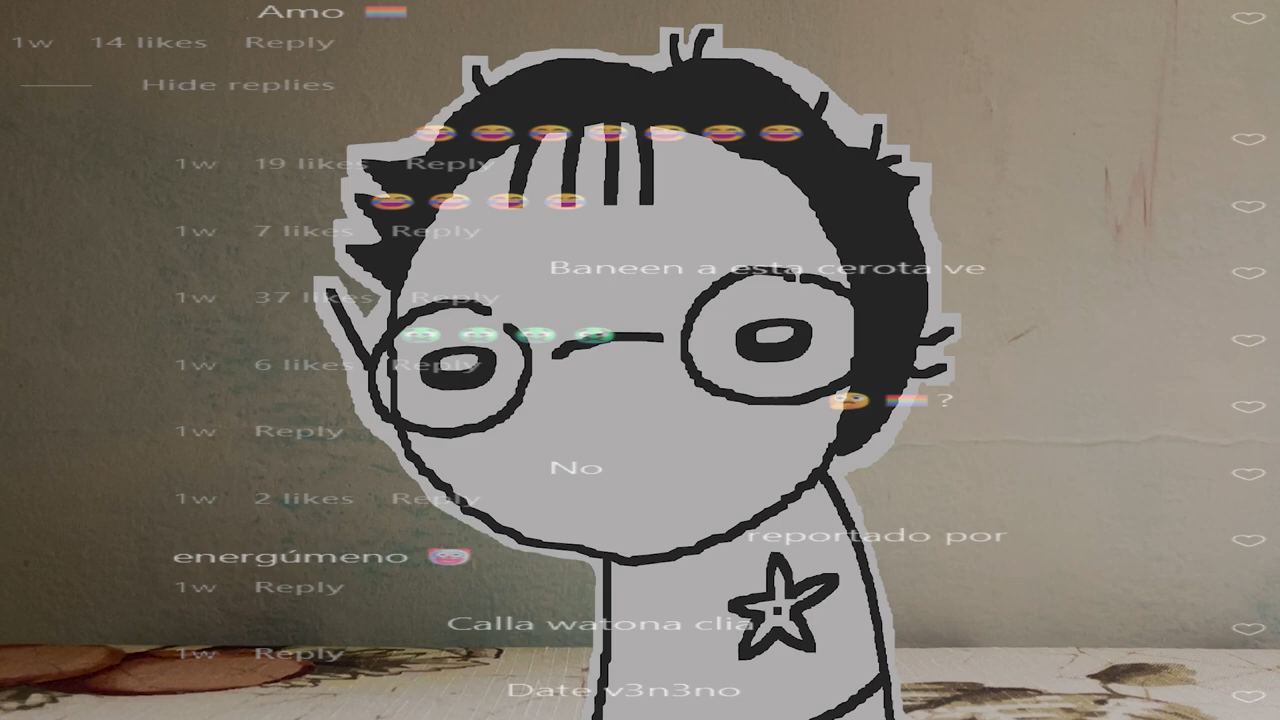 Amo 🏳️‍🌈
1w 14 likes Reply
Hide replies
😂😂😂😂😂😂😂
1w 19 likes Reply
😂😂😂😂
1w 7 likes Reply
Baneen a esta cerota ve
1w 37 likes Reply
🤢🤢🤢🤢
1w 6 likes Reply
🤔🏳️‍🌈?
1w Reply
No
1w 2 likes Reply
reportado por
energúmeno 🤡
1w Reply
Calla watona clia
1w Reply
Date v3n3no